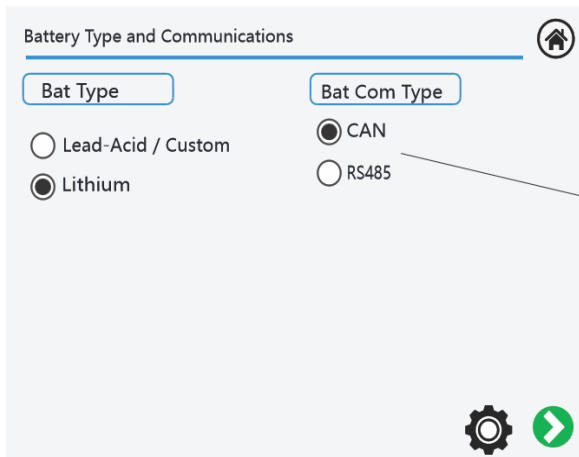 Battery Type and Communications
Bat Type
Lead-Acid / Custom
Lithium
Bat Com Type
CAN
RS485